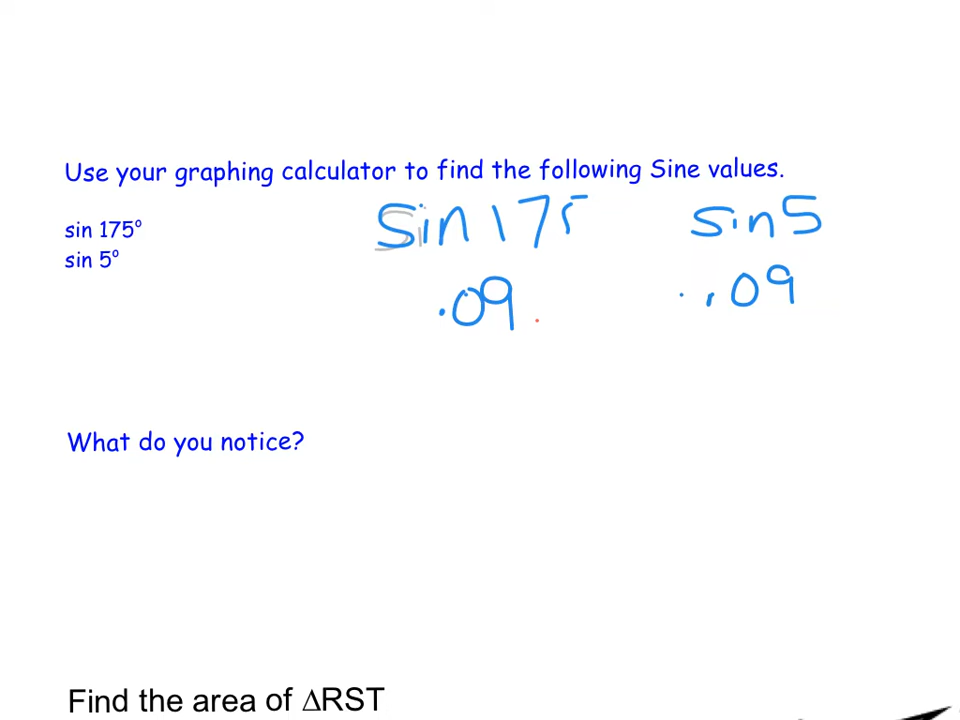 Use your graphing calculator to find the following Sine values.
sin 175°
sin 5°
Sin 175
.09
sin 5
.09
What do you notice?
Find the area of ∆RST